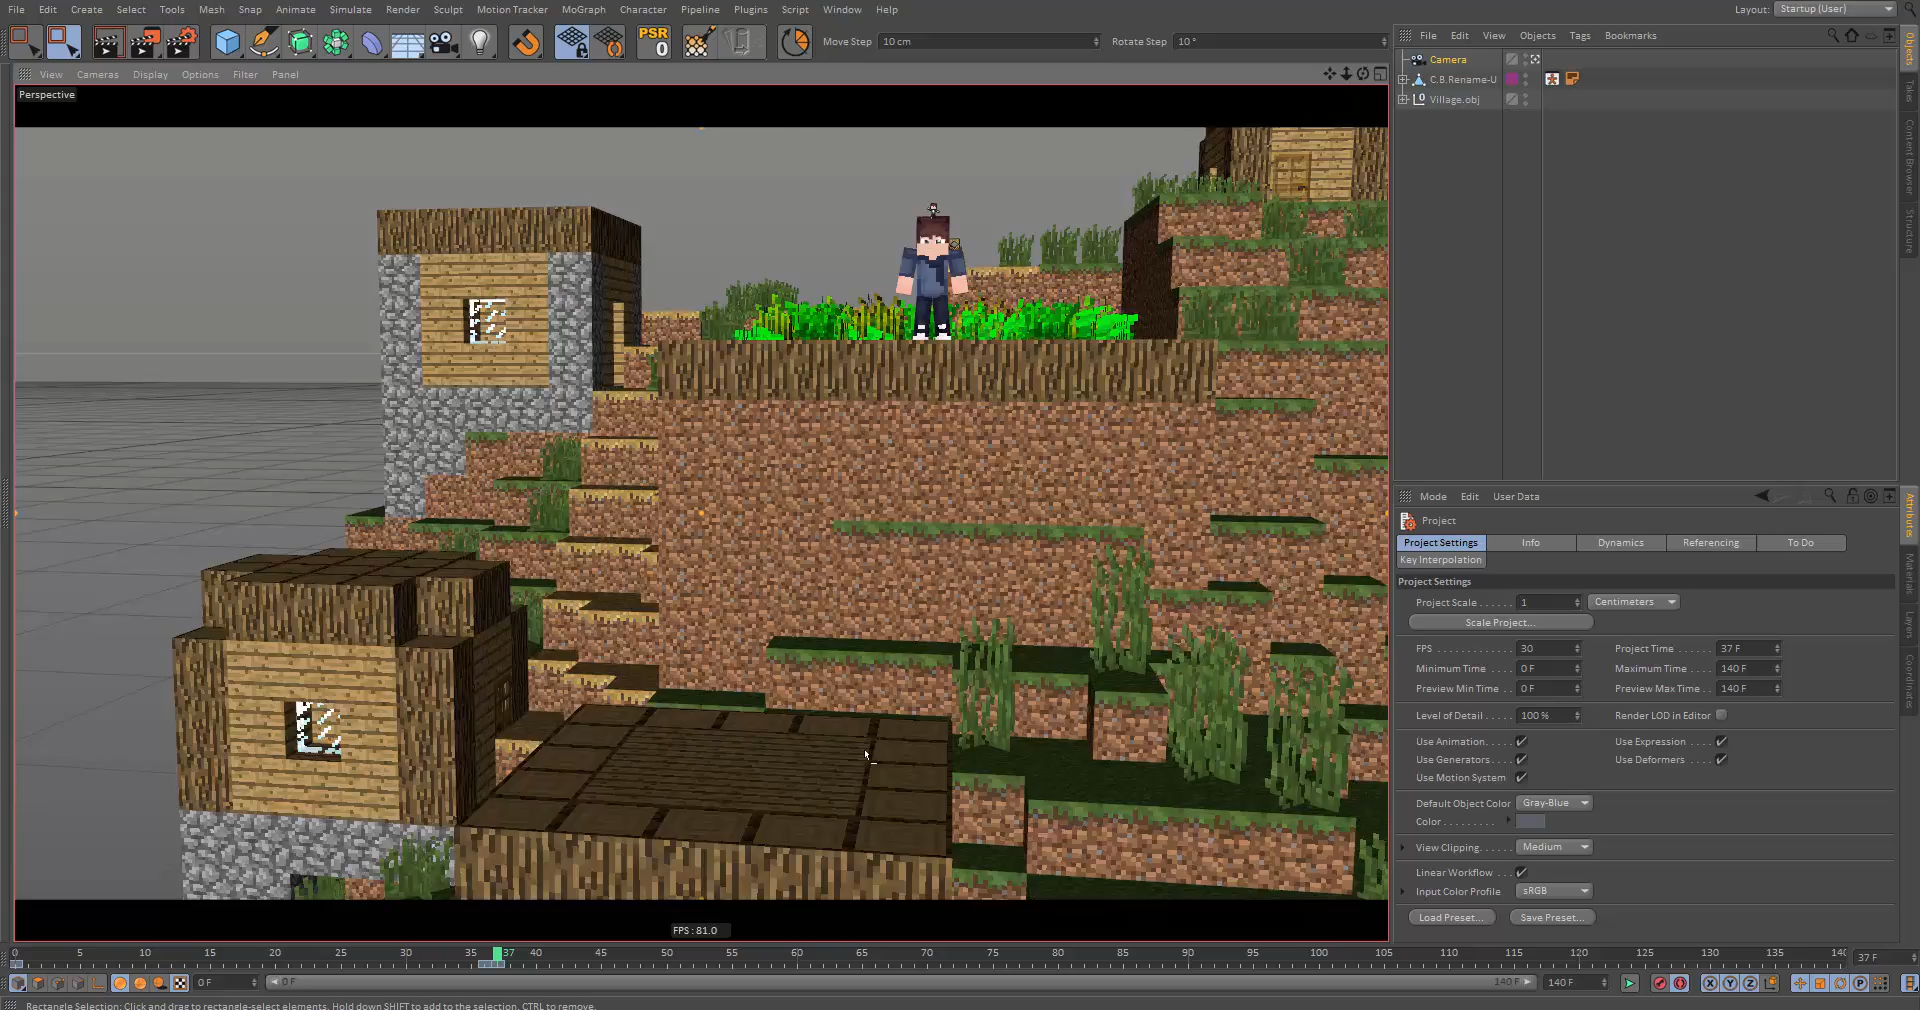 File Edit Create Select Tools Mesh Snap Animate Simulate Render Sculpt Motion Tracker MoGraph Character Pipeline Plugins Script Window Help Layout: Startup (User)
PSR
0
Move Step 10 cm Rotate Step 10 °
File Edit View Objects Tags Bookmarks
View Cameras Display Options Filter Panel
Perspective
Camera
C.B.Rename-U
Village.obj
Objects
Takes
Content Browser
Structure
Mode Edit User Data
Project
Project Settings Info Dynamics Referencing To Do
Key Interpolation
Project Settings
Project Scale . . . . . . 1 Centimeters
Scale Project...
FPS . . . . . . . . . . . . . 30 Project Time . . . . . . 37 F
Minimum Time . . . . 0 F Maximum Time . . . . 140 F
Preview Min Time . . 0 F Preview Max Time . . 140 F
Level of Detail . . . . . 100 % Render LOD in Editor
Use Animation. . . . . Use Expression . . . .
Use Generators . . . . Use Deformers . . . .
Use Motion System
Default Object Color Gray-Blue
Color . . . . . . . . .
View Clipping. . . . . . Medium
Linear Workflow . . .
Input Color Profile . . sRGB
Load Preset... Save Preset...
Attributes
Materials
Layers
Coordinates
FPS : 81.0
0 5 10 15 20 25 30 35 37 40 45 50 55 60 65 70 75 80 85 90 95 100 105 110 115 120 125 130 135 140 37 F
0 F 0 F 140 F 140 F
X Y Z P
Rectangle Selection: Click and drag to rectangle-select elements. Hold down SHIFT to add to the selection, CTRL to remove.